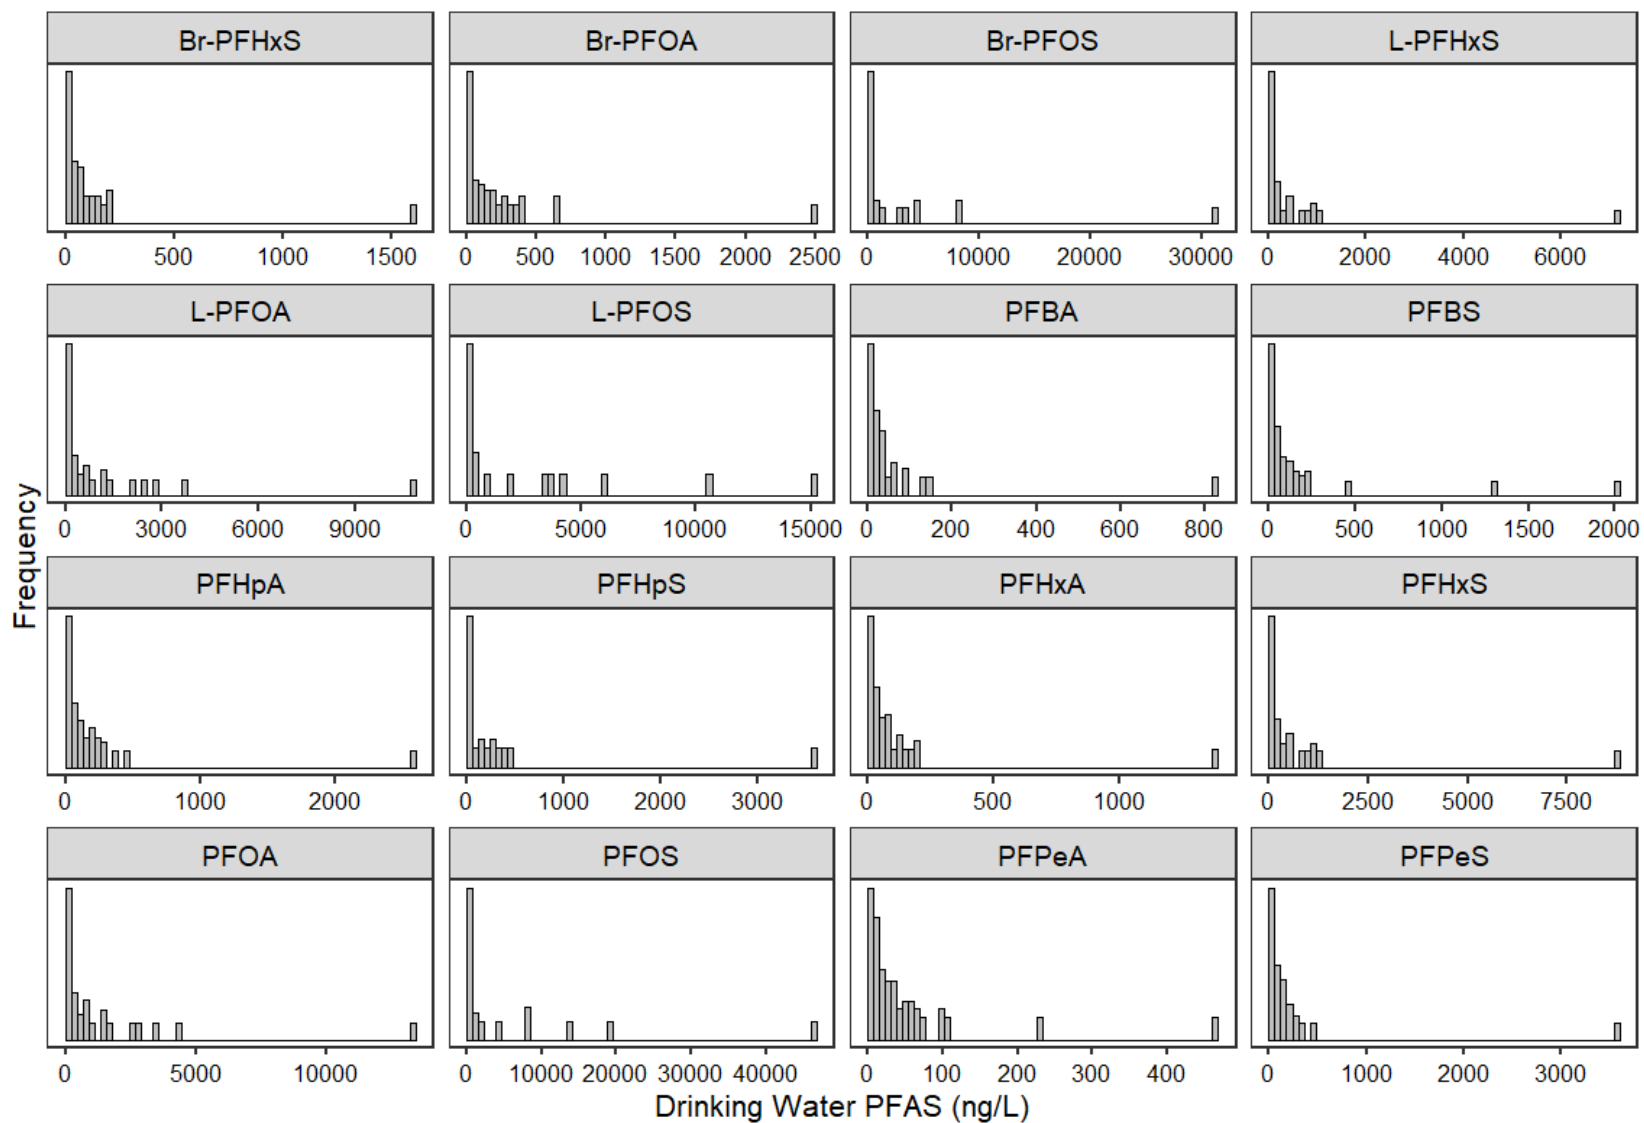 Br-PFHxS Br-PFOA Br-PFOS L-PFHxS
0 500 1000 1500 0 500 1000 1500 2000 2500 0 10000 20000 30000 0 2000 4000 6000
L-PFOA L-PFOS PFBA PFBS
0 3000 6000 9000 0 5000 10000 15000 0 200 400 600 800 0 500 1000 1500 2000
Frequency
PFHpA PFHpS PFHxA PFHxS
0 1000 2000 0 1000 2000 3000 0 500 1000 0 2500 5000 7500
PFOA PFOS PFPeA PFPeS
0 5000 10000 0 10000 20000 30000 40000 0 100 200 300 400 0 1000 2000 3000
Drinking Water PFAS (ng/L)